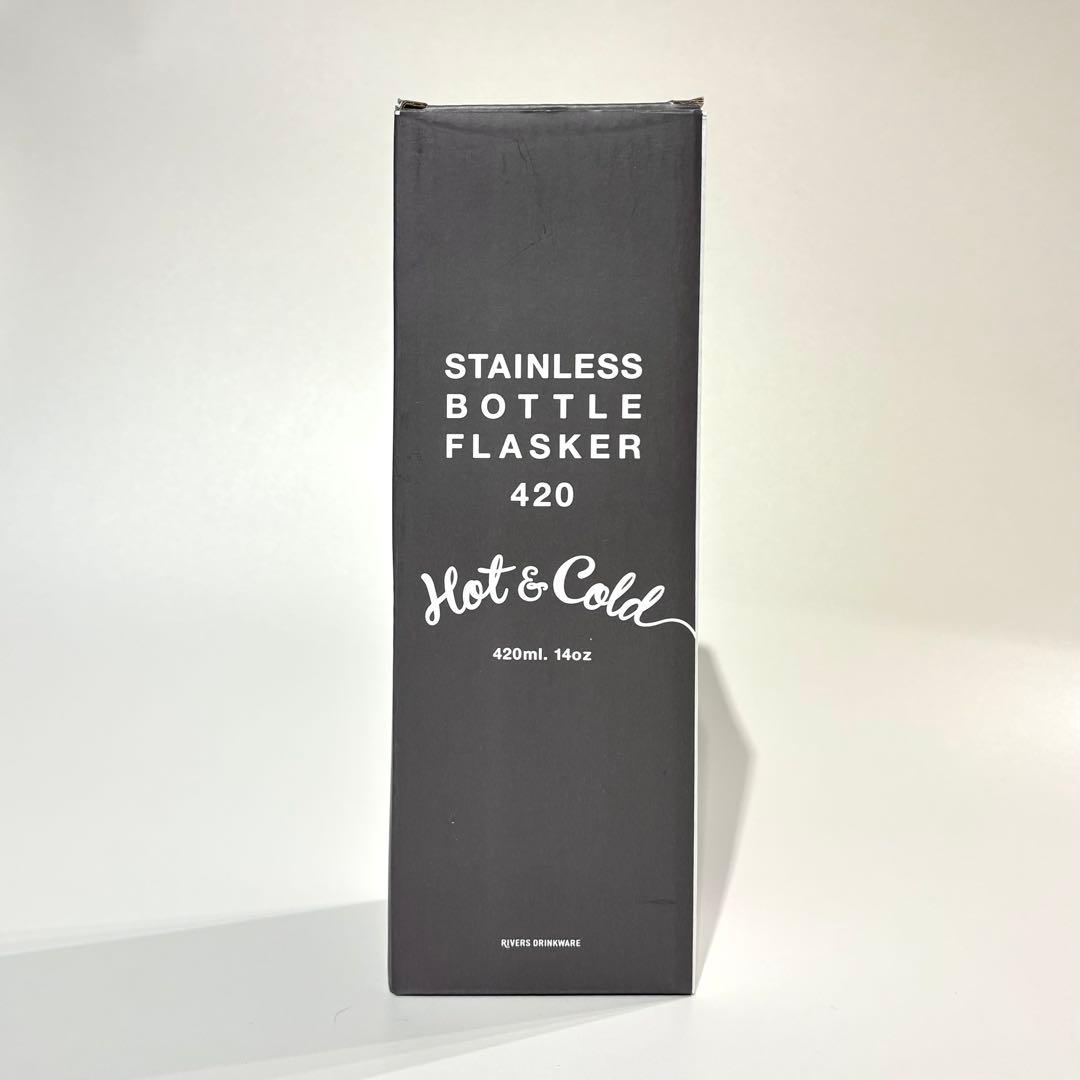 STAINLESS
BOTTLE
FLASKER
420
Hot & Cold
420ml. 14oz
RIVERS DRINKWARE